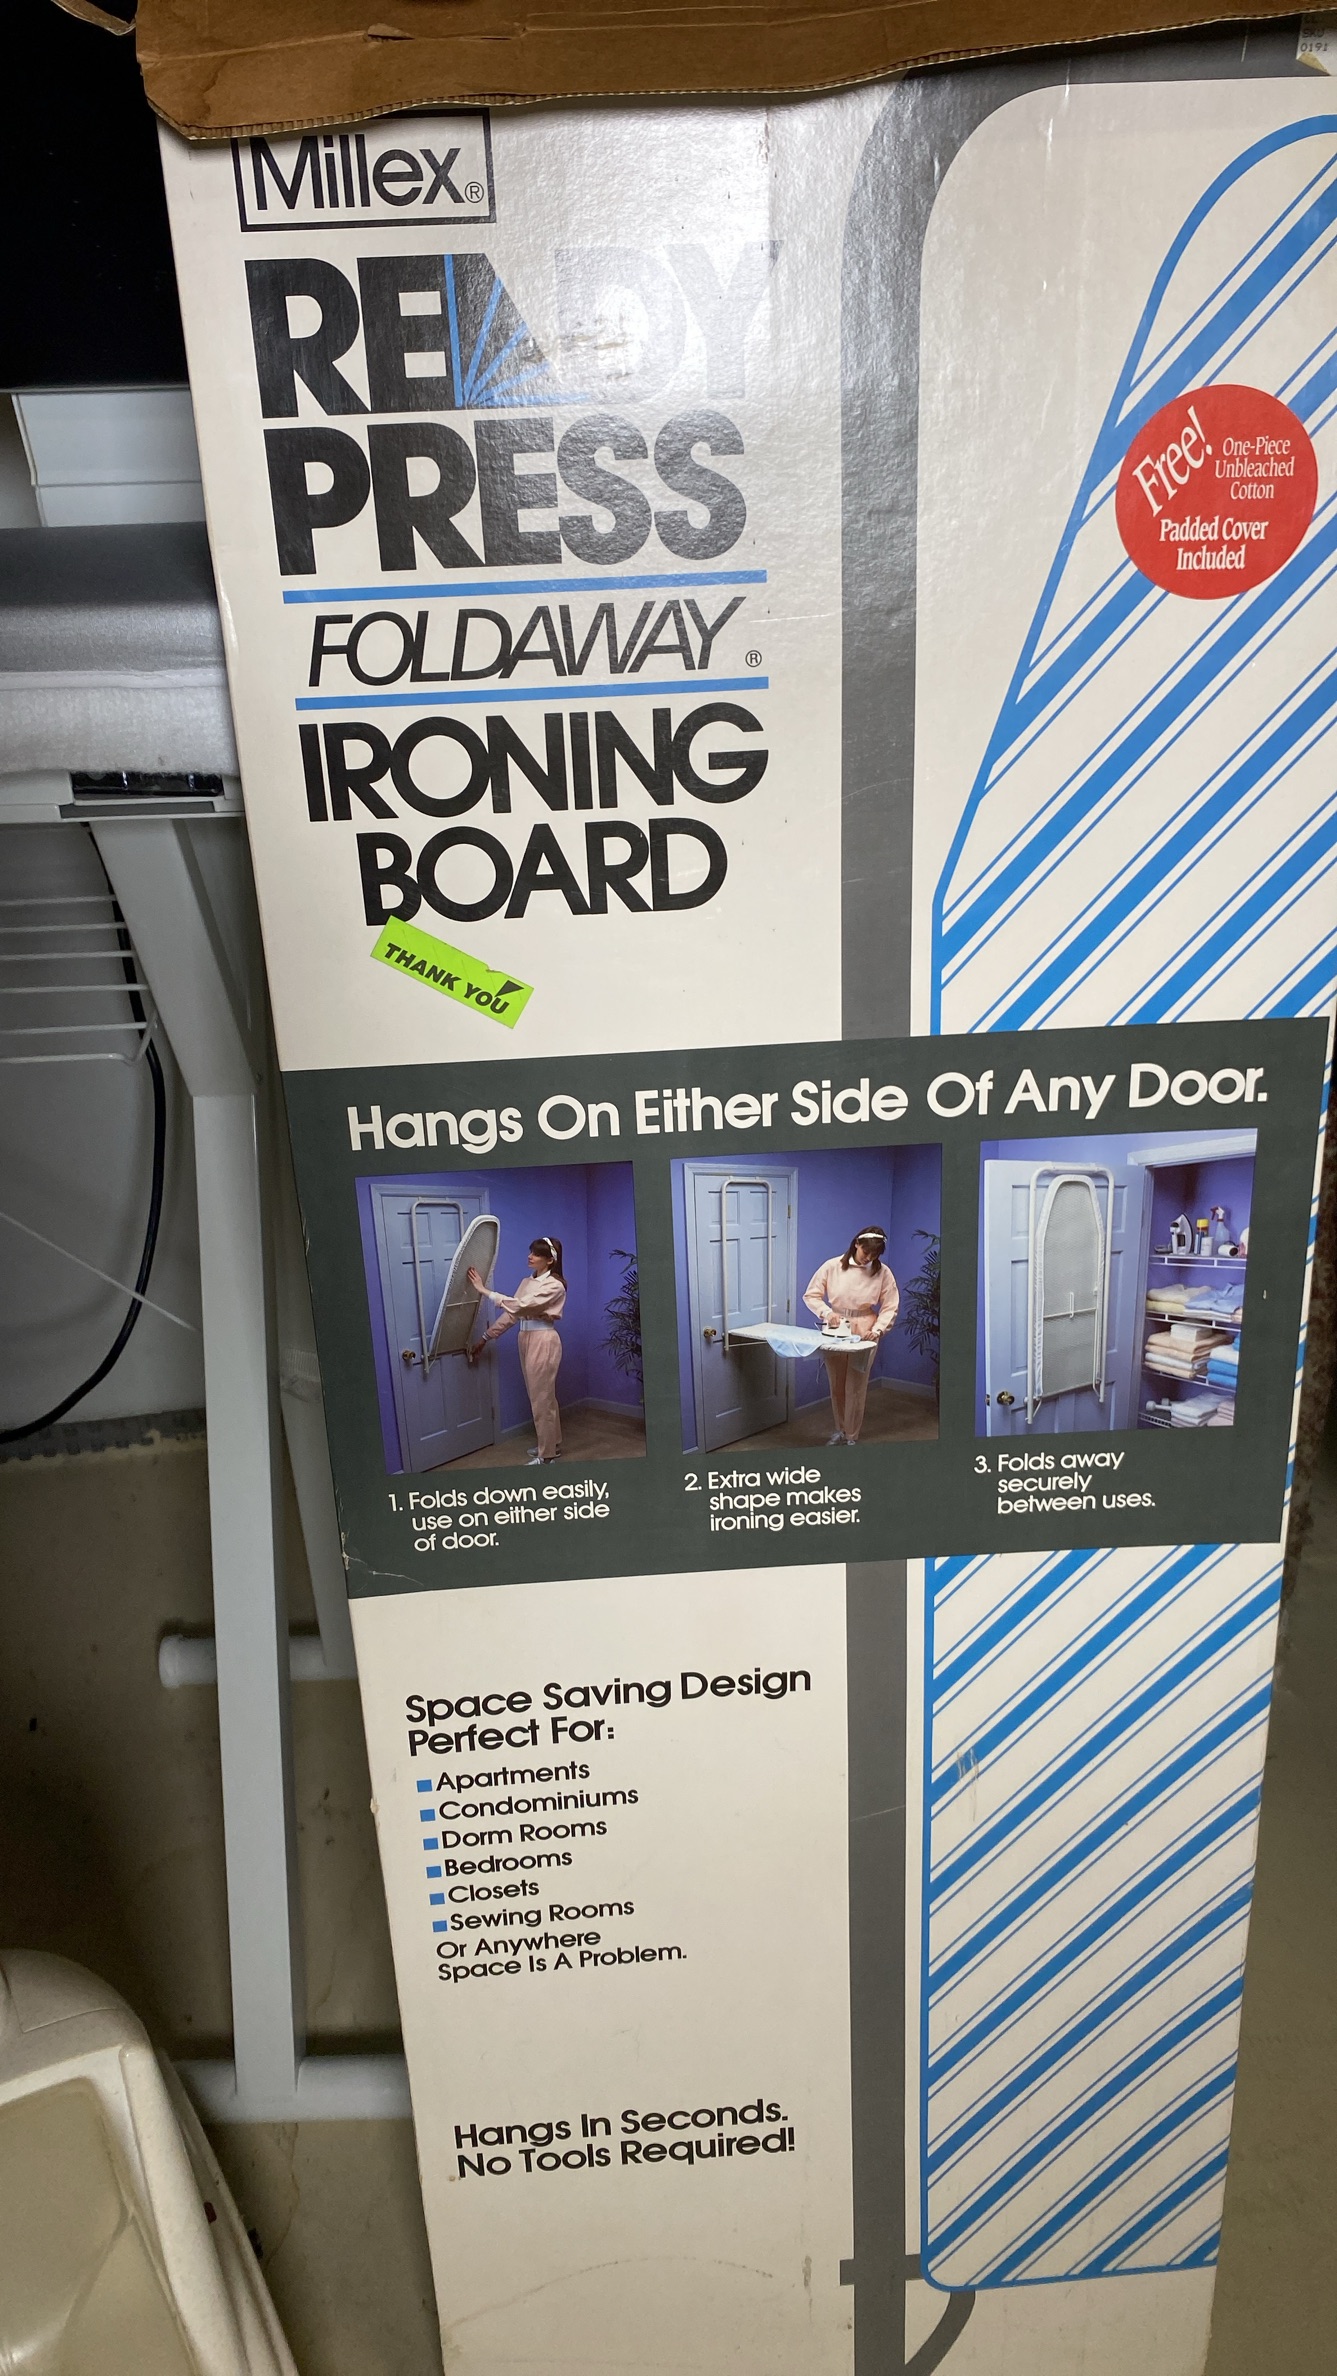 Millex®
READY
PRESS
FOLDAWAY®
IRONING
BOARD
THANK YOU
Free!
One-Piece
Unbleached
Cotton
Padded Cover
Included
Hangs On Either Side Of Any Door.
1. Folds down easily,
use on either side
of door.
2. Extra wide
shape makes
ironing easier.
3. Folds away
securely
between uses.
Space Saving Design
Perfect For:
Apartments
Condominiums
Dorm Rooms
Bedrooms
Closets
Sewing Rooms
Or Anywhere
Space Is A Problem.
Hangs In Seconds.
No Tools Required!